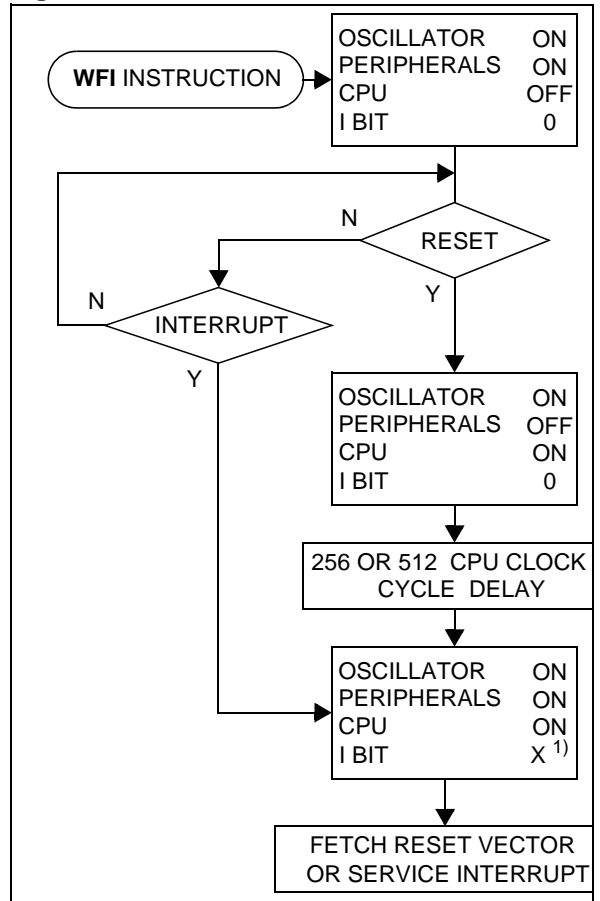 WFI INSTRUCTION
OSCILLATOR ON
PERIPHERALS ON
CPU OFF
I BIT 0
N
RESET
Y
N
INTERRUPT
Y
OSCILLATOR ON
PERIPHERALS OFF
CPU ON
I BIT 0
256 OR 512 CPU CLOCK
CYCLE DELAY
OSCILLATOR ON
PERIPHERALS ON
CPU ON
I BIT X 1)
FETCH RESET VECTOR
OR SERVICE INTERRUPT